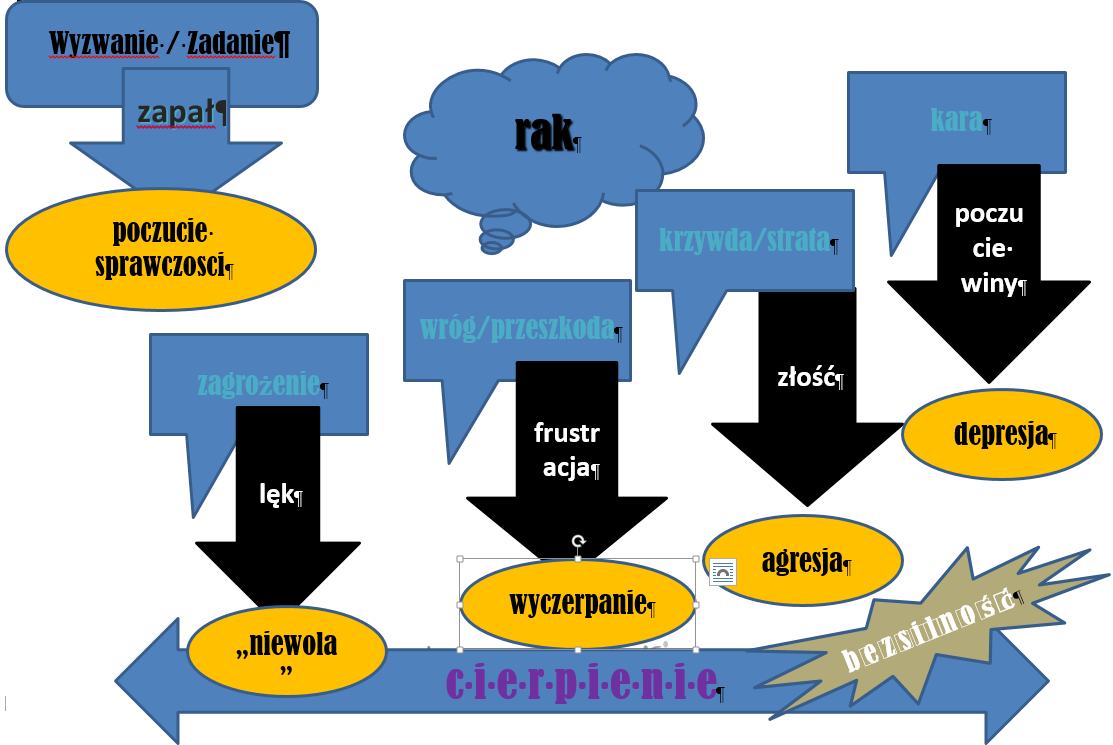 Wyzwanie / Zadanie¶
zapał¶
poczucie
sprawczosci¶
rak¶
kara¶
poczu
cie
winy¶
krzywda/strata¶
wróg/przeszkoda¶
zagrożenie¶
złość¶
frustr
acja¶
lęk¶
depresja¶
agresja¶
wyczerpanie¶
bezsilność¶
„niewola
”
c·i·e·r·p·i·e·n·i·e¶